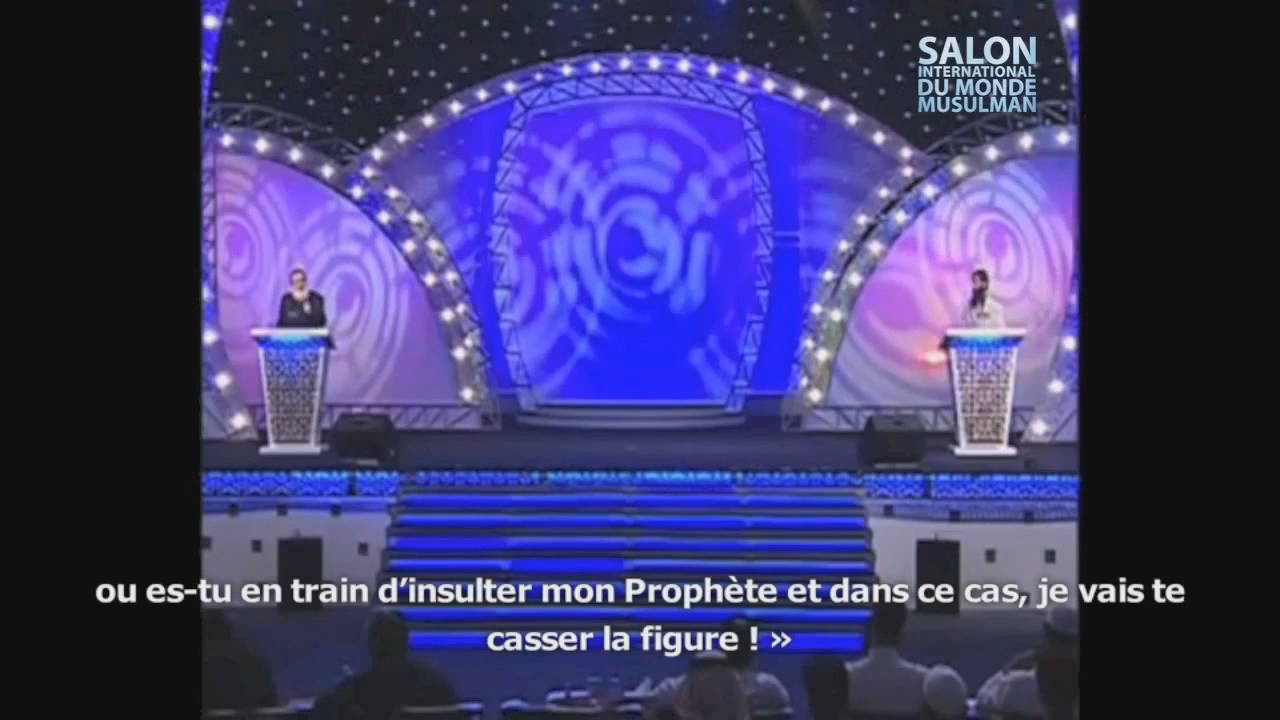 SALON
INTERNATIONAL
DU MONDE
MUSULMAN
ou es-tu en train d’insulter mon Prophète et dans ce cas, je vais te
casser la figure ! »